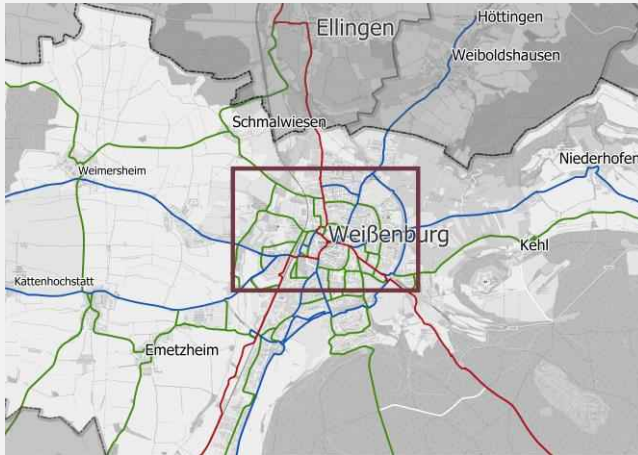 Höttingen
Ellingen
Weiboldshausen
Schmalwiesen
Niederhofen
Weimersheim
Weißenburg
Kehl
Kattenhochstatt
Emetzheim